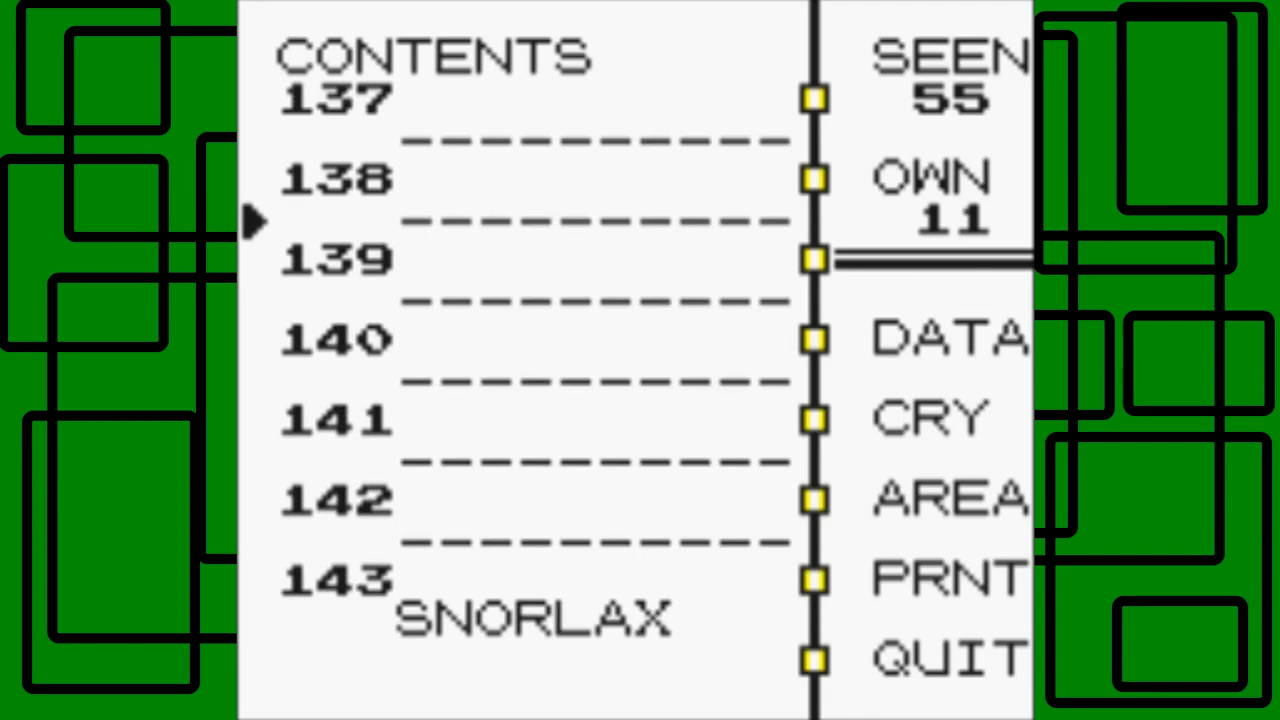 CONTENTS
137
----------
138
----------
139
----------
140
----------
141
----------
142
----------
143
SNORLAX
SEEN
55
OWN
11
DATA
CRY
AREA
PRNT
QUIT